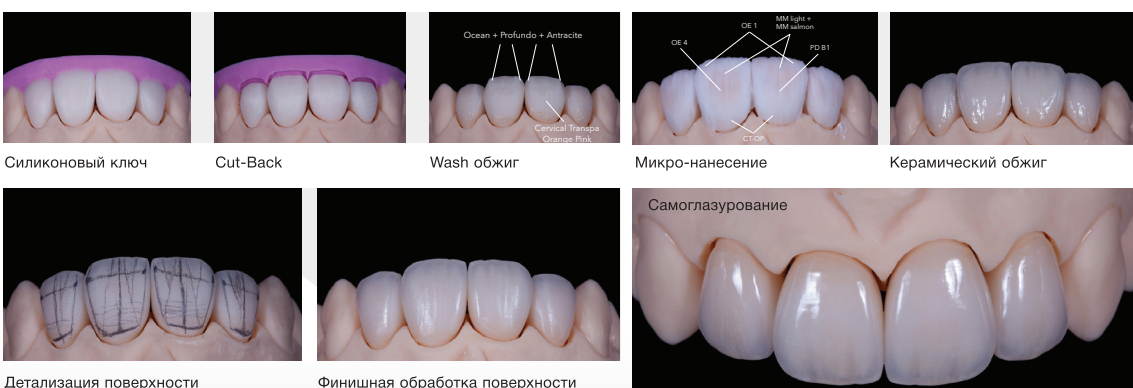 Ocean + Profundo + Antracite
Cervical Transpa
Orange Pink
OE 4
OE 1
MM light +
MM salmon
PD B1
CT-OP
Силиконовый ключ
Cut-Back
Wash обжиг
Микро-нанесение
Керамический обжиг
Самоглазурование
Детализация поверхности
Финишная обработка поверхности